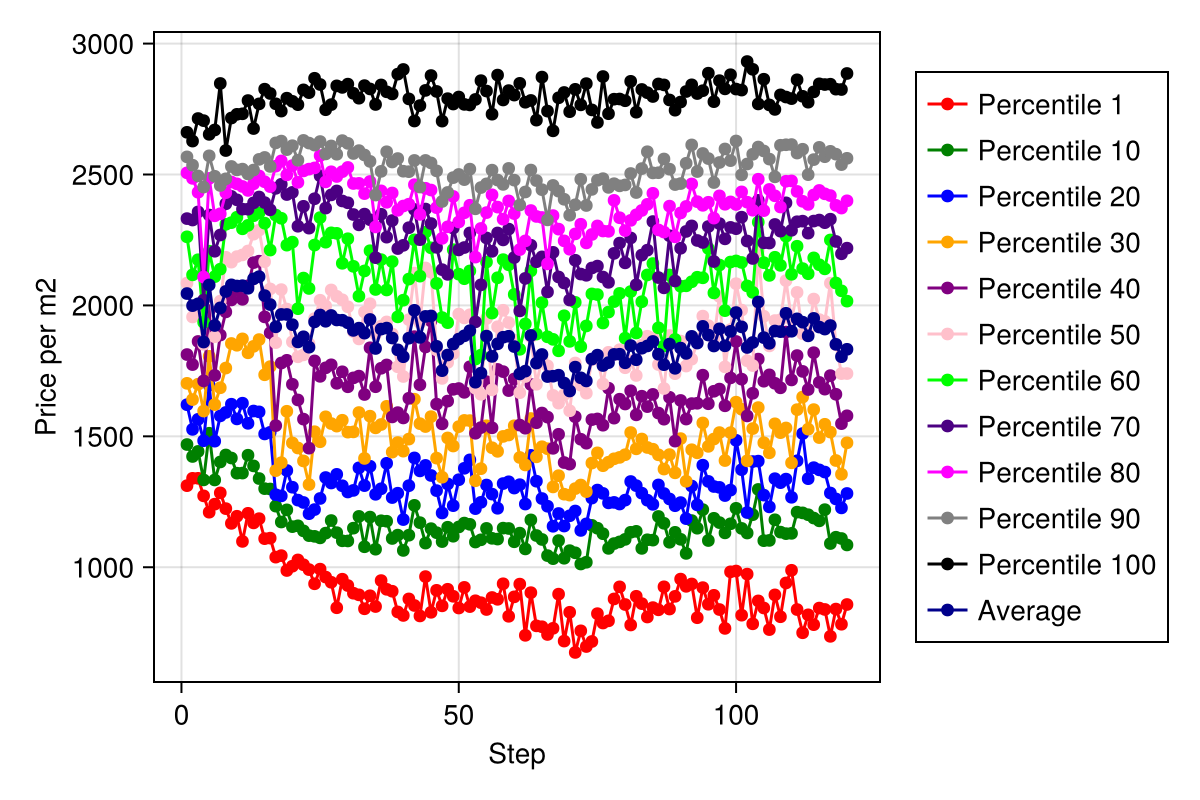 3000
2500
2000
1500
1000
Price per m2
0
50
100
Step
Percentile 1
Percentile 10
Percentile 20
Percentile 30
Percentile 40
Percentile 50
Percentile 60
Percentile 70
Percentile 80
Percentile 90
Percentile 100
Average